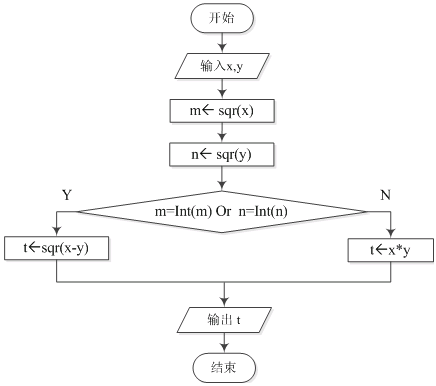 开始
输入x,y
m← sqr(x)
n← sqr(y)
Y
N
m=Int(m) Or n=Int(n)
t←sqr(x-y)
t←x*y
输出 t
结束